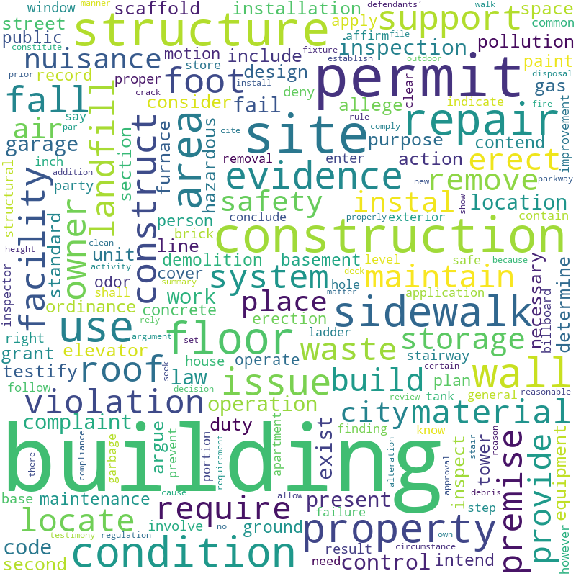 window
manner
scaffold
installation
defendants
walk
space
street
structure
apply
support
common
public
affirm
file
outdoor
nuisance
motion
include
inspection
pollution
record
foot
store
design
establish
fixture
permit
paint
prior
constitute
proper
install
deny
clear
indicate
disposal
fall
say
crack
consider
allege
rule
comply
gas
fire
improvement
air
par
cite
fail
purpose
repair
contend
garage
landfill
area
site
structural
inch
section
furnace
hazardous
removal
enter
action
new
parkway
addition
party
construct
evidence
erect
show
because
facility
owner
person
conclude
safety
instal
remove
location
standard
brick
exterior
properly
contain
height
unit
line
demolition
basement
construction
clean
activity
odor
cover
hole
level
safe
deck
summary
matter
application
inspector
ordinance
shall
work
system
maintain
necessary
billboard
determine
right
use
concrete
erection
ladder
certain
grant
rely
argument
set
place
sidewalk
reasonable
testify
elevator
seek
house
stairway
storage
follow
roof
law
operate
waste
plan
general
decision
floor
issue
build
review
tank
wall
violation
operation
finding
know
complaint
argue
duty
city
material
there
compliance
garbage
prevent
portion
requirement
apartment
exist
alteration
approval
inspect
tower
stair
reason
premise
provide
equipment
building
base
maintenance
cause
allow
present
debris
locate
require
failure
step
testimony
involve
no
ground
property
own
however
code
regulation
result
circumstance
second
condition
need
control
intend